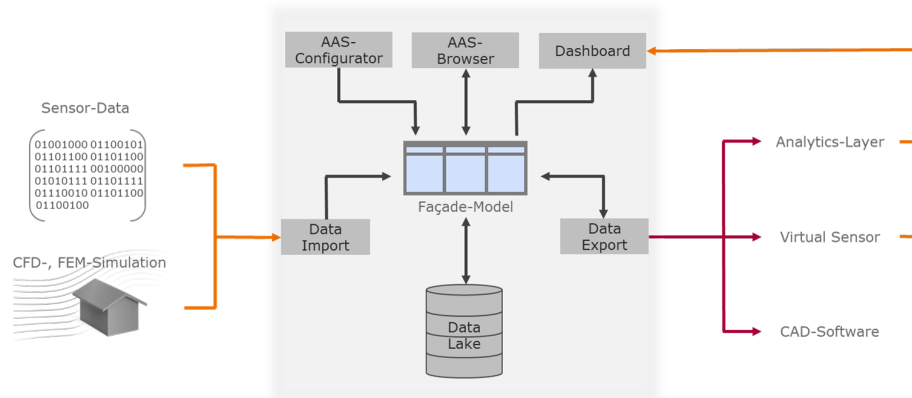 AAS-
Configurator
AAS-
Browser
Dashboard
Sensor-Data
01001000 01100101
01101100 01101100
01101111 00100000
01010111 01101111
01110010 01101100
01100100
Analytics-Layer
Façade-Model
Data
Import
Data
Export
Virtual Sensor
CFD-, FEM-Simulation
Data
Lake
CAD-Software